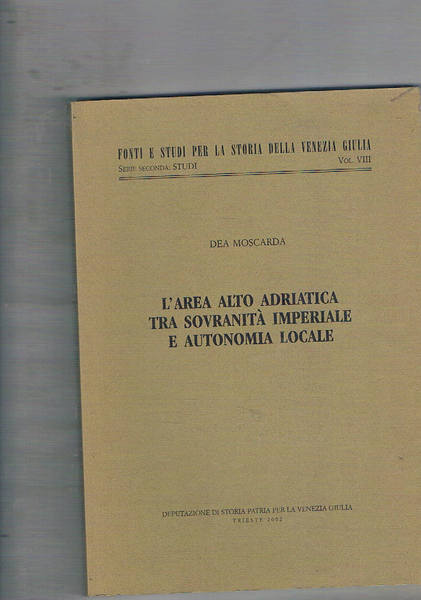 FONTI E STUDI PER LA STORIA DELLA VENEZIA GIULIA
SERIE SECONDA: STUDI VOL. VIII
DEA MOSCARDA
L'AREA ALTO ADRIATICA
TRA SOVRANITÀ IMPERIALE
E AUTONOMIA LOCALE
DEPUTAZIONE DI STORIA PATRIA PER LA VENEZIA GIULIA
TRIESTE 2002